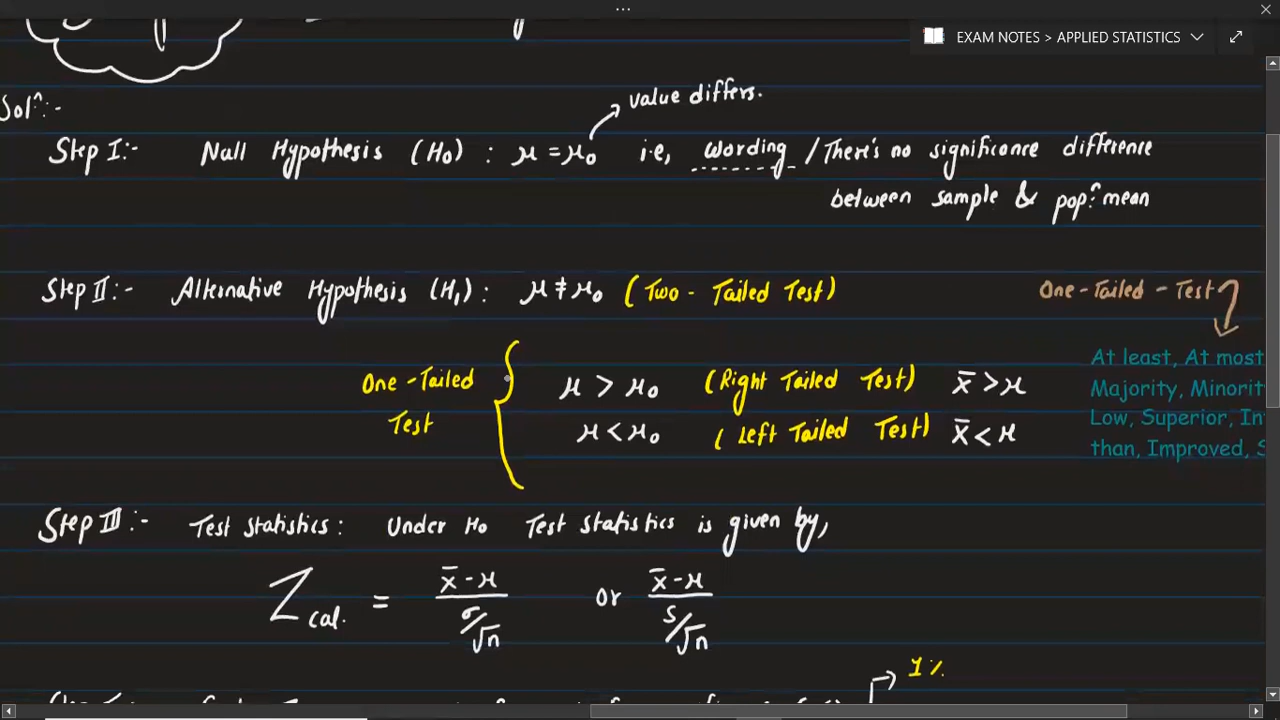 EXAM NOTES > APPLIED STATISTICS
Solⁿ:-
value differs.
Step I:- Null Hypothesis (H₀) : μ = μ₀ i.e, wording / There's no significance difference
between sample & popⁿ. mean
Step II:- Alternative Hypothesis (H₁) : μ ≠ μ₀ (Two - Tailed Test)
One-Tailed-Test
One-Tailed
Test
μ > μ₀ (Right Tailed Test) x̄ > μ
μ < μ₀ (Left Tailed Test) x̄ < μ
At least, At most
Majority, Minorit
Low, Superior, In
than, Improved, S
Step III:- Test Statistics: Under H₀ Test statistics is given by,
Z cal. = x̄-μ / σ/√n or x̄-μ / S/√n
1%